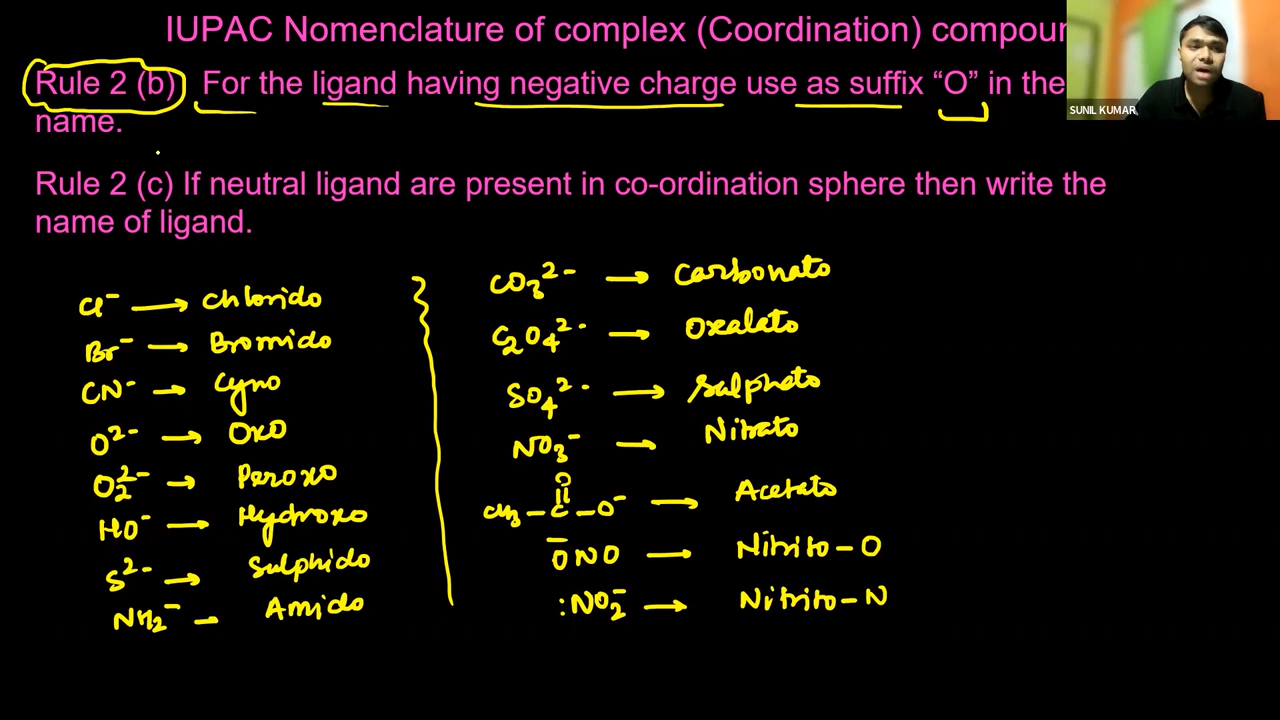 IUPAC Nomenclature of complex (Coordination) compoun
Rule 2 (b) For the ligand having negative charge use as suffix “O” in the
name.
SUNIL KUMAR
Rule 2 (c) If neutral ligand are present in co-ordination sphere then write the
name of ligand.
Cl⁻ → Chlorido
Br⁻ → Bromido
CN⁻ → Cyno
O²⁻ → Oxo
O₂²⁻ → Peroxo
HO⁻ → Hydroxo
S²⁻ → Sulphido
NH₂⁻ – Amido
CO₃²⁻ → Carbonato
C₂O₄²⁻ → Oxalato
SO₄²⁻ → Sulphato
NO₃⁻ → Nitrato
O
CH₃–C–O⁻ → Acetato
ŌNO → Nitrito–O
:NO₂⁻ → Nitrito–N